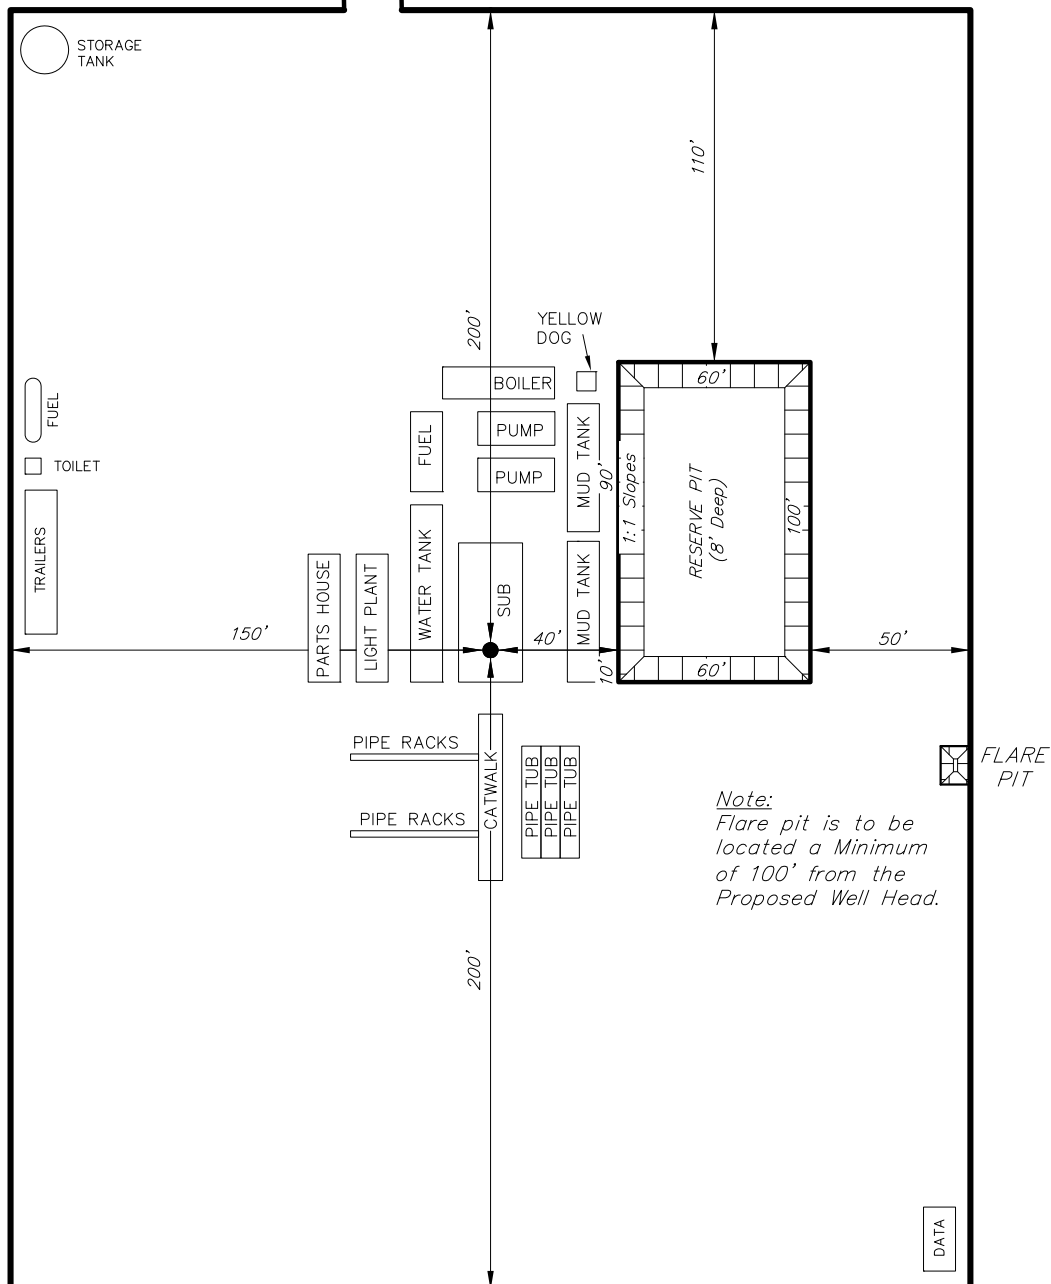 STORAGE
TANK
110'
200'
YELLOW
DOG
BOILER
60'
FUEL
PUMP
FUEL
MUD TANK
90'
1:1 Slopes
RESERVE PIT
(8' Deep)
100'
TOILET
PUMP
TRAILERS
PARTS HOUSE
LIGHT PLANT
WATER TANK
SUB
MUD TANK
150'
40'
10'
60'
50'
PIPE RACKS
PIPE RACKS
CATWALK
PIPE TUB
PIPE TUB
PIPE TUB
FLARE
PIT
Note:
Flare pit is to be
located a Minimum
of 100' from the
Proposed Well Head.
200'
DATA